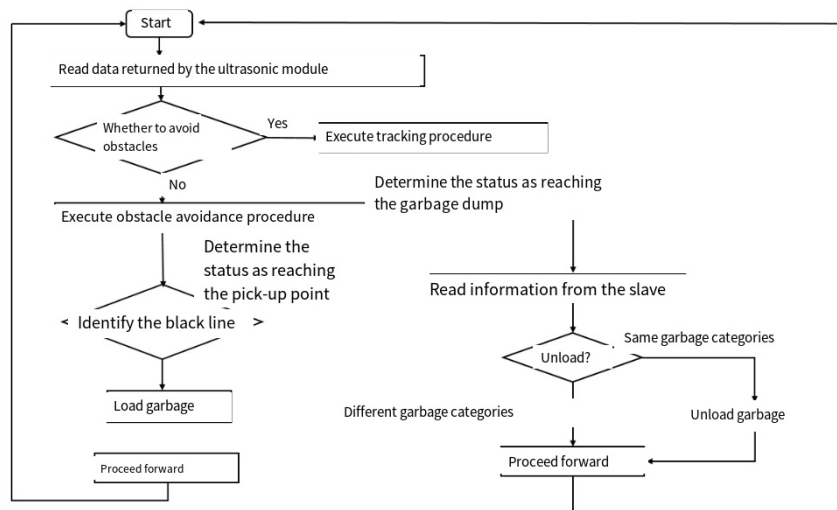 Start
Read data returned by the ultrasonic module
Whether to avoid
obstacles
Yes
Execute tracking procedure
No
Execute obstacle avoidance procedure
Determine the status as reaching
the garbage dump
Determine the
status as reaching
the pick-up point
Identify the black line
Load garbage
Proceed forward
Read information from the slave
Unload?
Same garbage categories
Different garbage categories
Unload garbage
Proceed forward